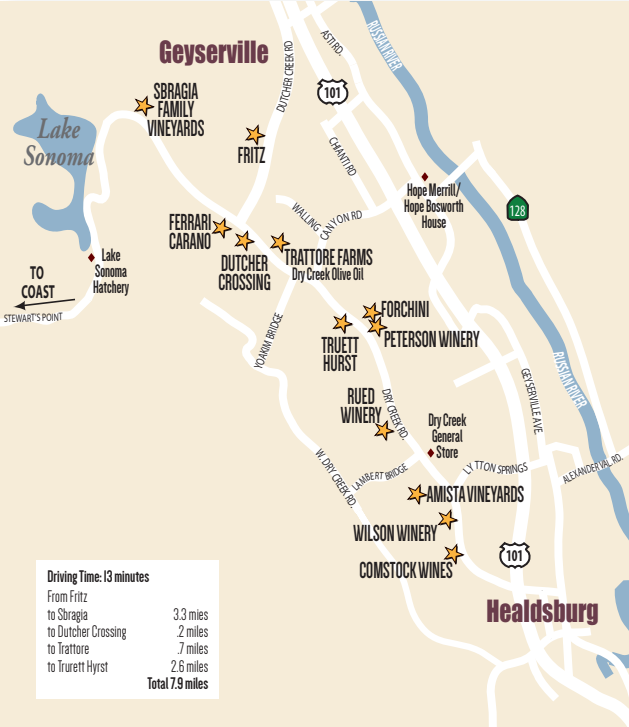 Geyserville
DUTCHER CREEK RD
ASTI RD.
RUSSIAN RIVER
101
SBRAGIA
FAMILY
VINEYARDS
Lake
Sonoma
FRITZ
CHIANTI RD
Hope Merrill/
Hope Bosworth
House
128
WALLING
CANYON RD
FERRARI
CARANO
DUTCHER
CROSSING
TRATTORE FARMS
Dry Creek Olive Oil
Lake
Sonoma
Hatchery
TO
COAST
STEWART'S POINT
FORCHINI
PETERSON WINERY
TRUETT
HURST
YOAKIM BRIDGE
RUSSIAN RIVER
GEYSERVILLE AVE.
RUED
WINERY
DRY CREEK RD.
Dry Creek
General
Store
W. DRY CREEK RD.
LAMBERT BRIDGE
LYTTON SPRINGS
ALEXANDER VAL. RD.
AMISTA VINEYARDS
WILSON WINERY
COMSTOCK WINES
101
Healdsburg
Driving Time: 13 minutes
From Fritz
to Sbragia 3.3 mies
to Dutcher Crossing .2 miles
to Trattore .7 miles
to Trurett Hyrst 2.6 miles
Total 7.9 miles